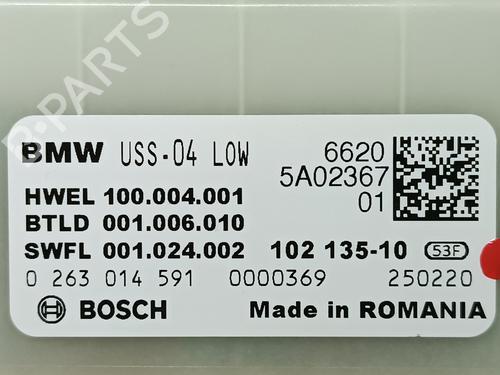 B-PARTS
BMW USS-04 LOW 6620
5A02367
01
HWEL 100.004.001
BTLD 001.006.010
SWFL 001.024.002 102 135-10 53F
0 263 014 591 0000369 250220
BOSCH Made in ROMANIA